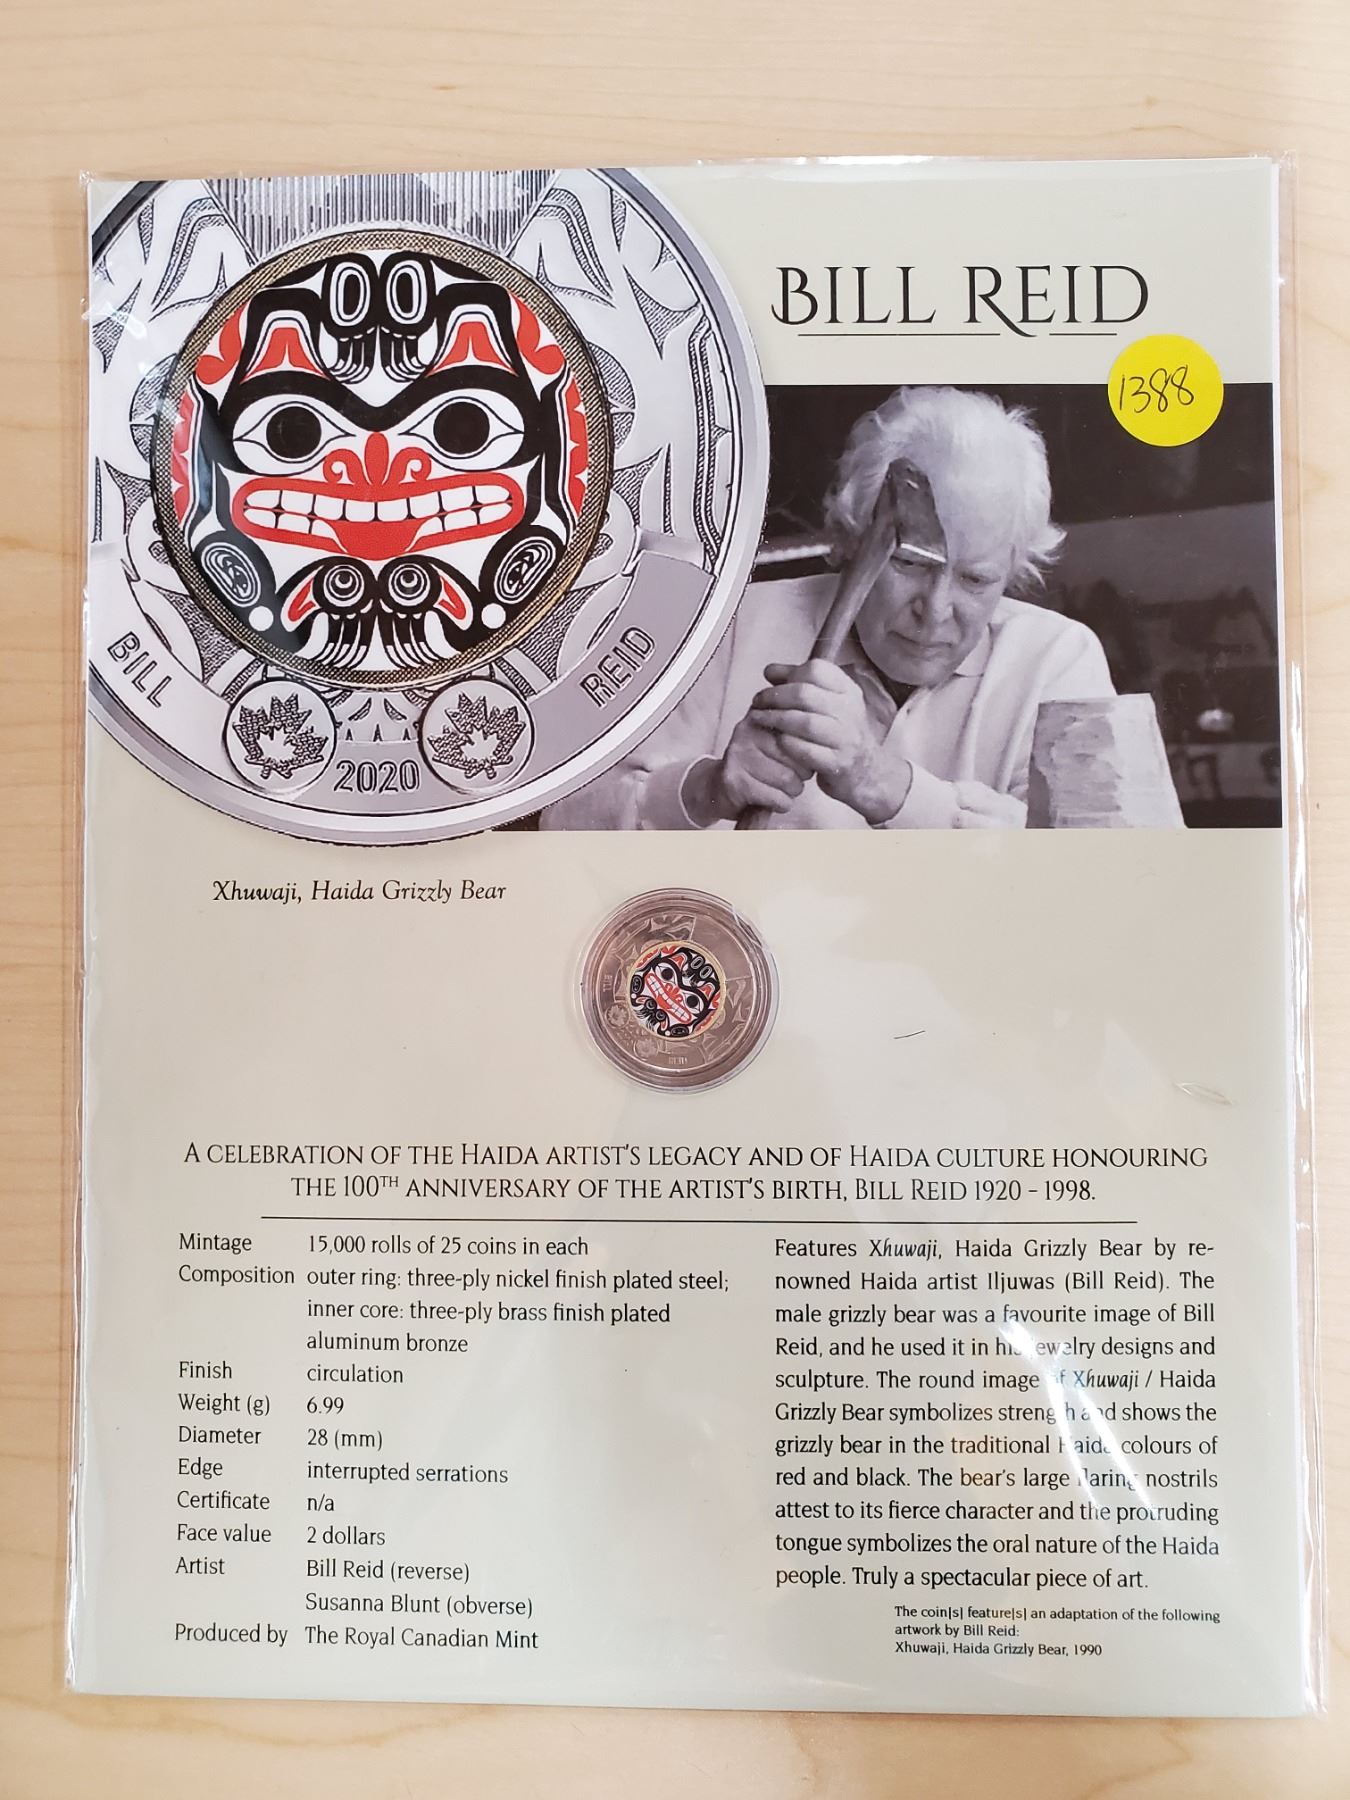 BILL REID
1388
BILL
REID
2020
Xhuwaji, Haida Grizzly Bear
BILL
REID
A CELEBRATION OF THE HAIDA ARTIST'S LEGACY AND OF HAIDA CULTURE HONOURING
THE 100TH ANNIVERSARY OF THE ARTIST'S BIRTH, BILL REID 1920 - 1998.
Mintage 15,000 rolls of 25 coins in each
Composition outer ring: three-ply nickel finish plated steel;
inner core: three-ply brass finish plated
aluminum bronze
Finish circulation
Weight (g) 6.99
Diameter 28 (mm)
Edge interrupted serrations
Certificate n/a
Face value 2 dollars
Artist Bill Reid (reverse)
Susanna Blunt (obverse)
Produced by The Royal Canadian Mint
Features Xhuwaji, Haida Grizzly Bear by re-
nowned Haida artist Iljuwas (Bill Reid). The
male grizzly bear was a favourite image of Bill
Reid, and he used it in his jewelry designs and
sculpture. The round image of Xhuwaji / Haida
Grizzly Bear symbolizes strength and shows the
grizzly bear in the traditional Haida colours of
red and black. The bear's large flaring nostrils
attest to its fierce character and the protruding
tongue symbolizes the oral nature of the Haida
people. Truly a spectacular piece of art.
The coin[s] feature[s] an adaptation of the following
artwork by Bill Reid:
Xhuwaji, Haida Grizzly Bear, 1990